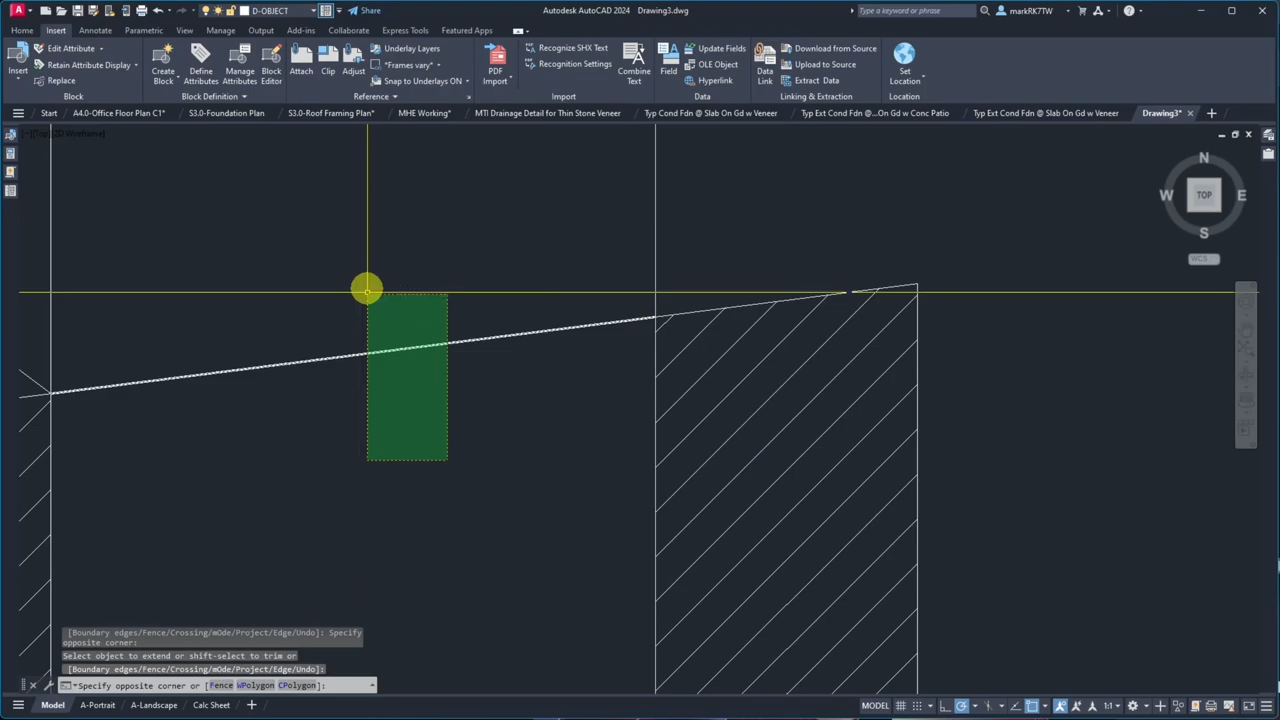 Share
D-OBJECT
Autodesk AutoCAD 2024 Drawing3.dwg
Type a keyword or phrase
markRK7TW
Home Insert Annotate Parametric View Manage Output Add-ins Collaborate Express Tools Featured Apps
Insert
Edit Attribute
Retain Attribute Display
Replace
Block
Create
Block
Define
Attributes
Manage
Attributes
Block
Editor
Block Definition
Attach
Clip
Adjust
Underlay Layers
*Frames vary*
Snap to Underlays ON
Reference
PDF
Import
Recognize SHX Text
Recognition Settings
Combine
Text
Import
Field
Update Fields
OLE Object
Hyperlink
Data
Data
Link
Download from Source
Upload to Source
Extract Data
Linking & Extraction
Set
Location
Location
Start A4.0-Office Floor Plan C1* S3.0-Foundation Plan S3.0-Roof Framing Plan* MHE Working* MTI Drainage Detail for Thin Stone Veneer Typ Cond Fdn @ Slab On Gd w Veneer Typ Ext Cond Fdn @...On Gd w Conc Patio Typ Ext Cond Fdn @ Slab On Gd w Veneer Drawing3*
[−][Top][2D Wireframe]
N
W TOP E
S
WCS
[Boundary edges/Fence/Crossing/mOde/Project/Edge/Undo]: Specify
opposite corner:
Select object to extend or shift-select to trim or
[Boundary edges/Fence/Crossing/mOde/Project/Edge/Undo]:
Specify opposite corner or [Fence WPolygon CPolygon]:
Model A-Portrait A-Landscape Calc Sheet
MODEL
1:1